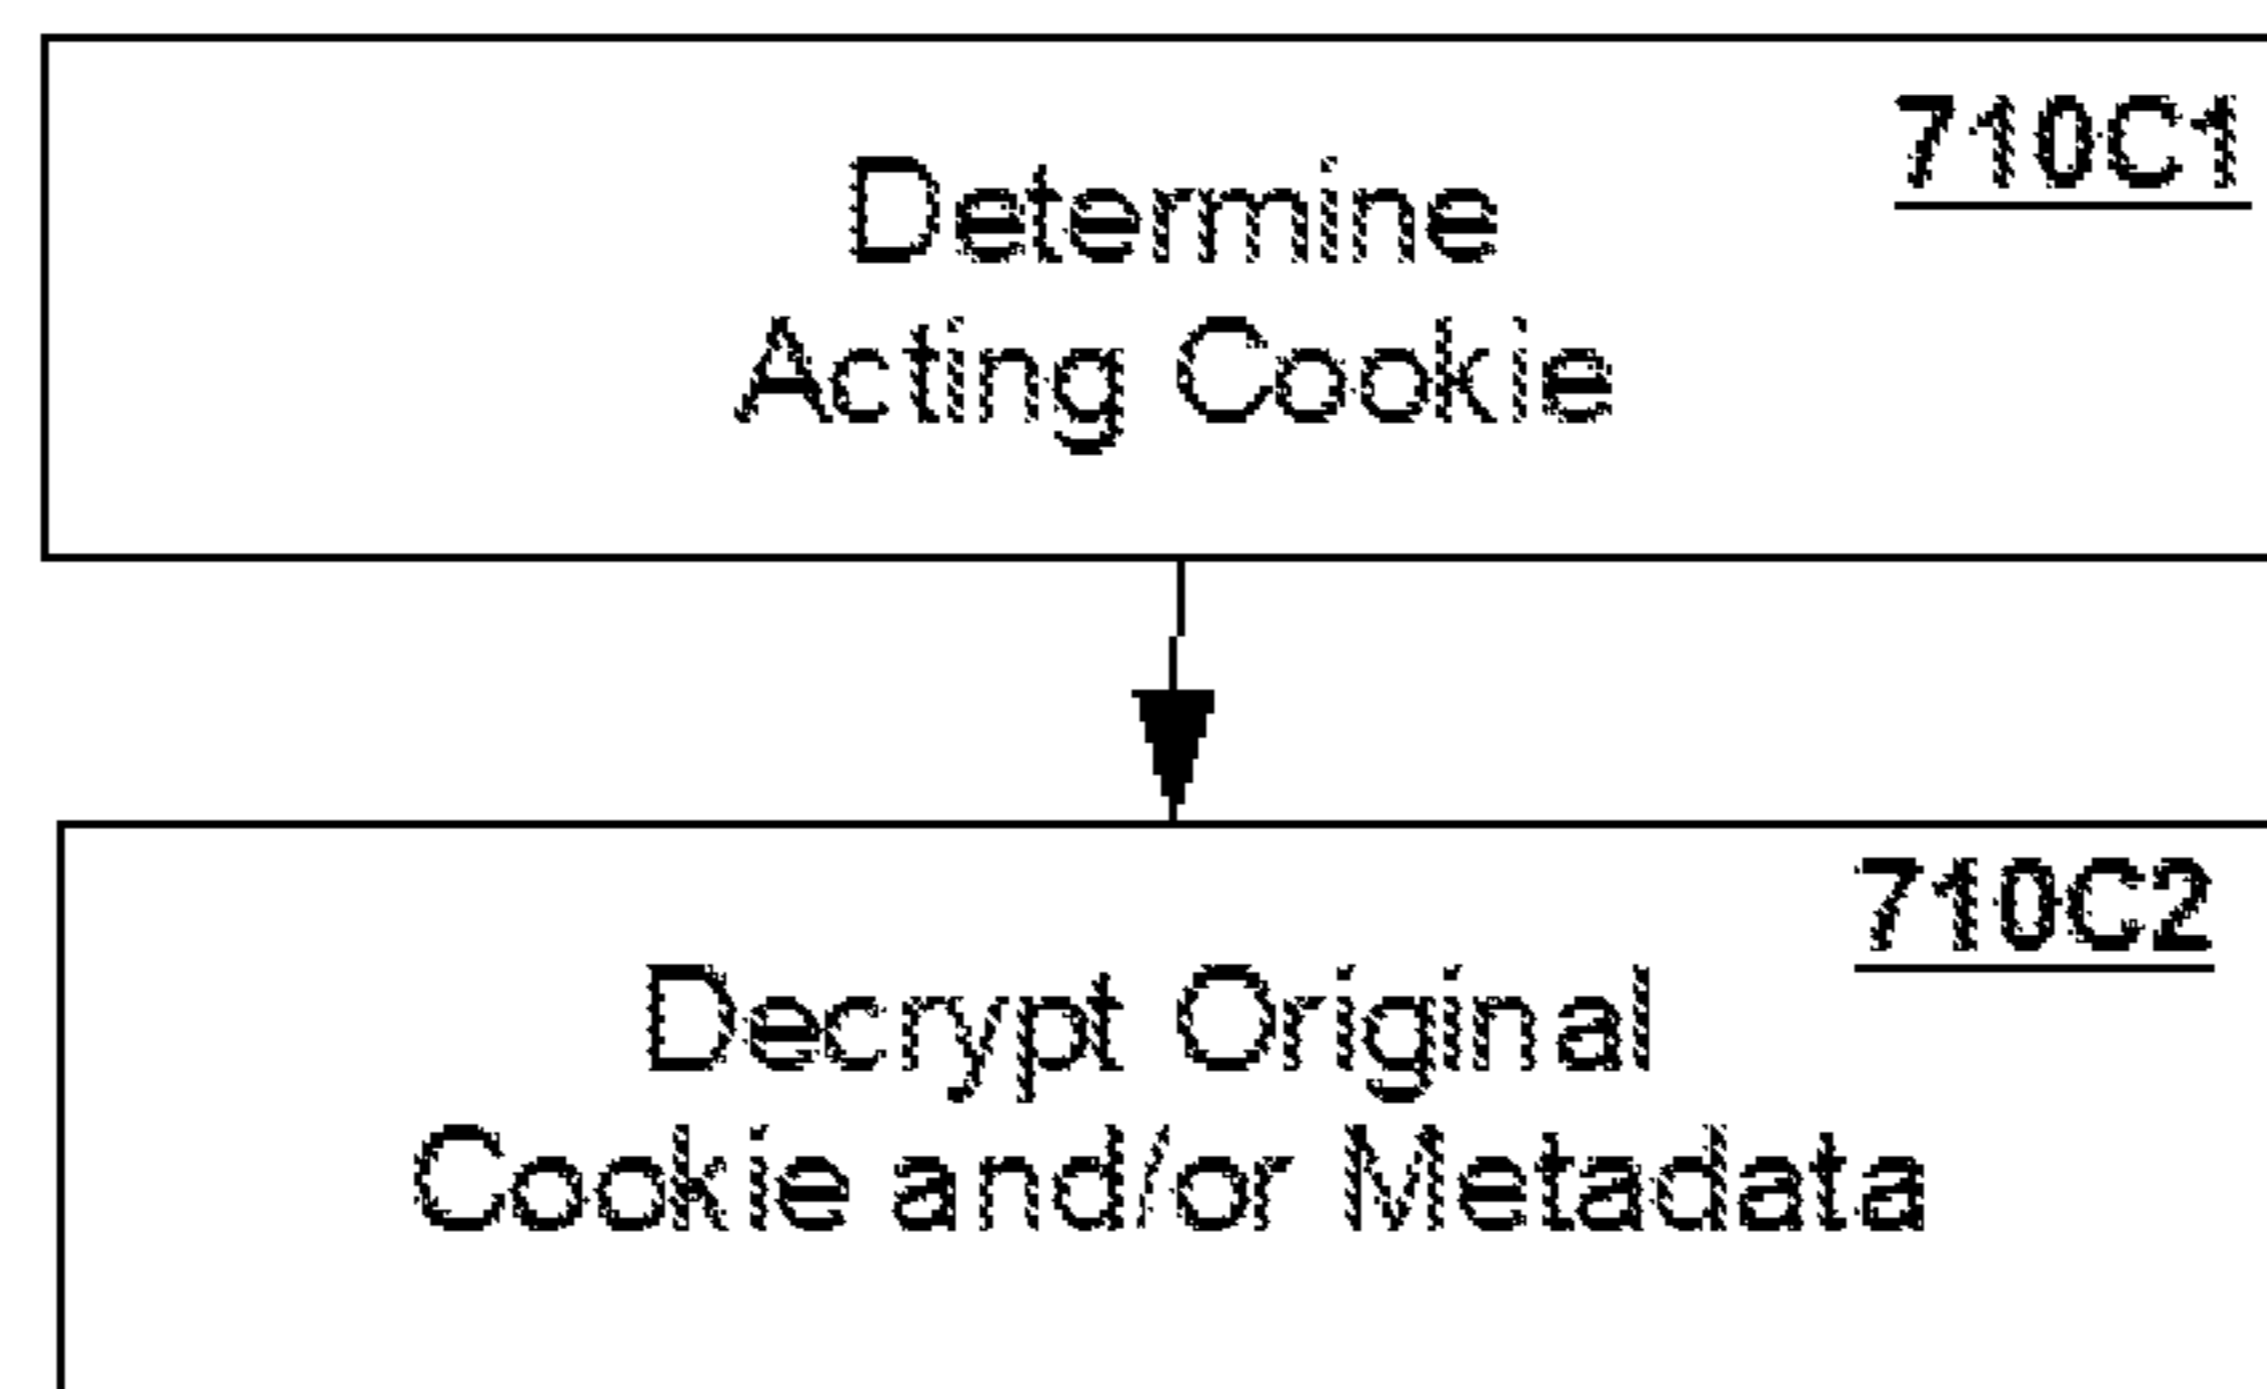 710C1
Determine
Acting Cookie
710C2
Decrypt Original
Cookie and/or Metadata